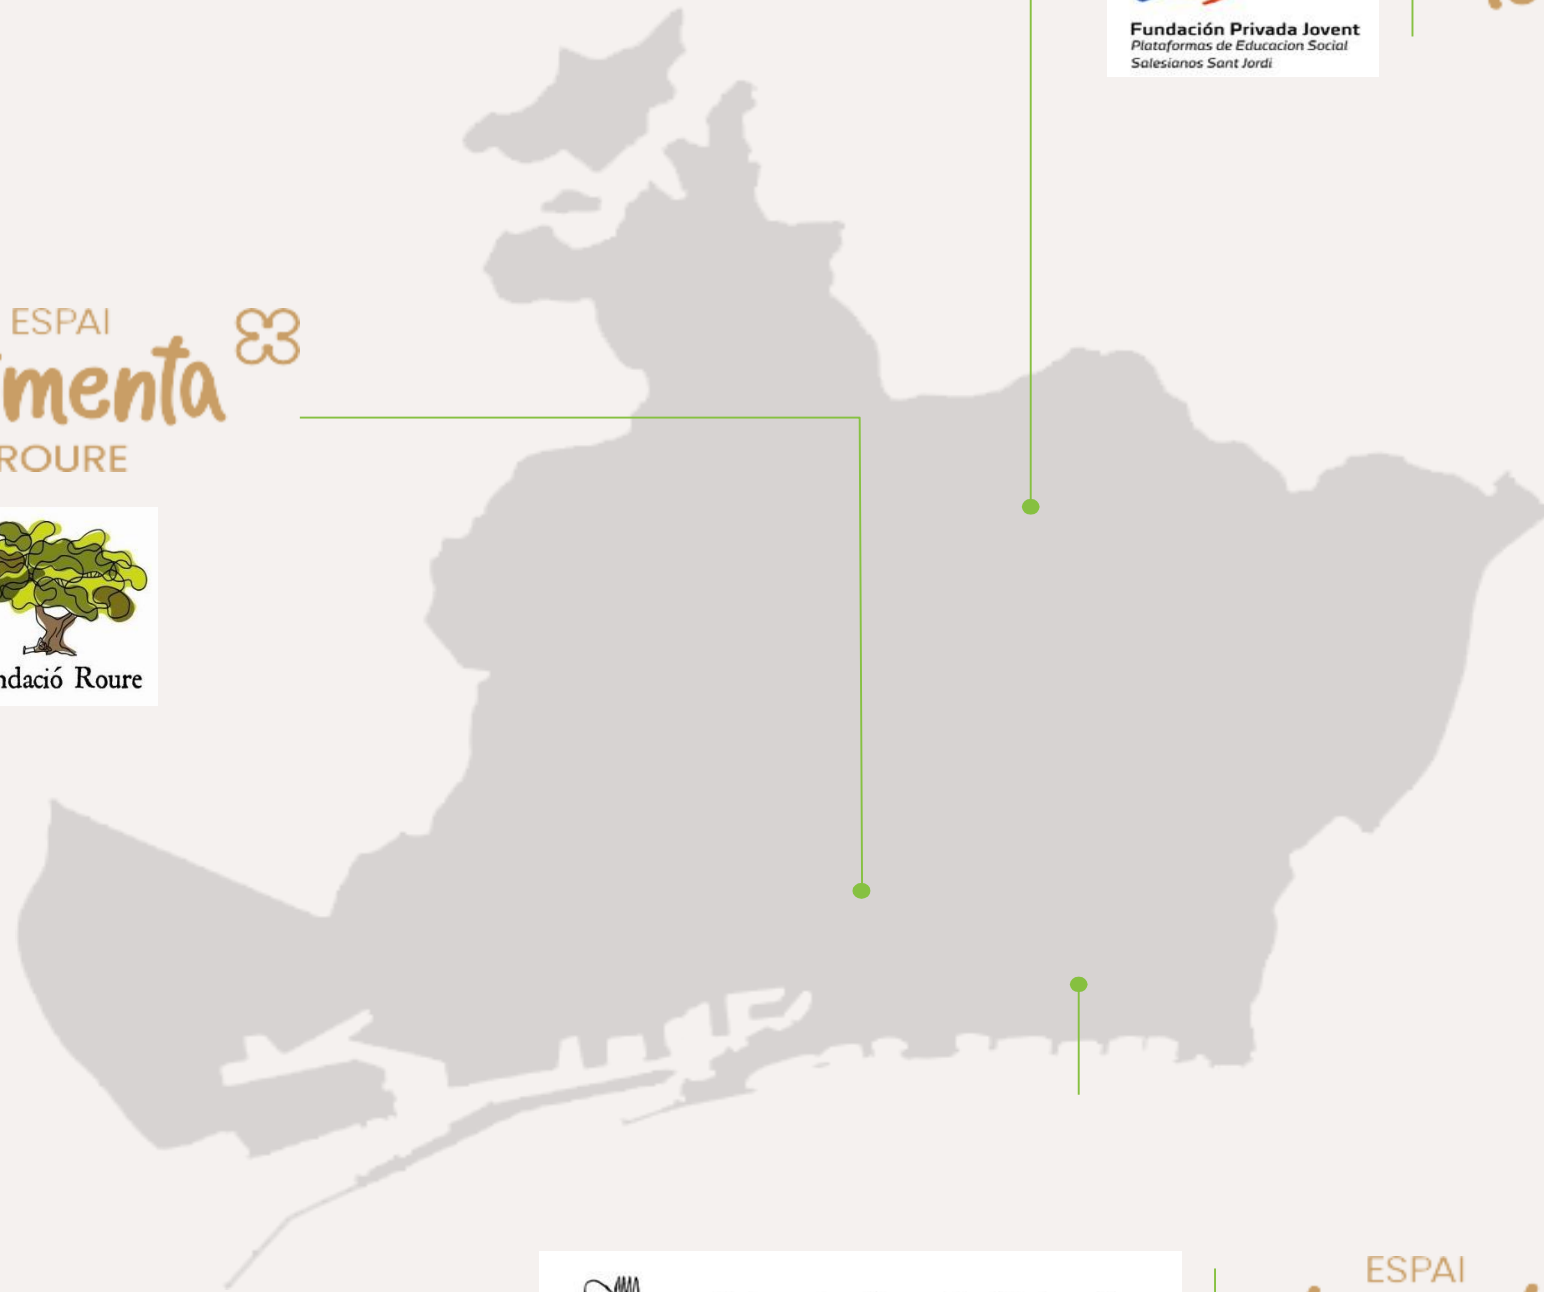 Fundación Privada Jovent
Plataformas de Educacion Social
Salesianos Sant Jordi
ESPAI
menta
ROURE
ndació Roure
ESPAI